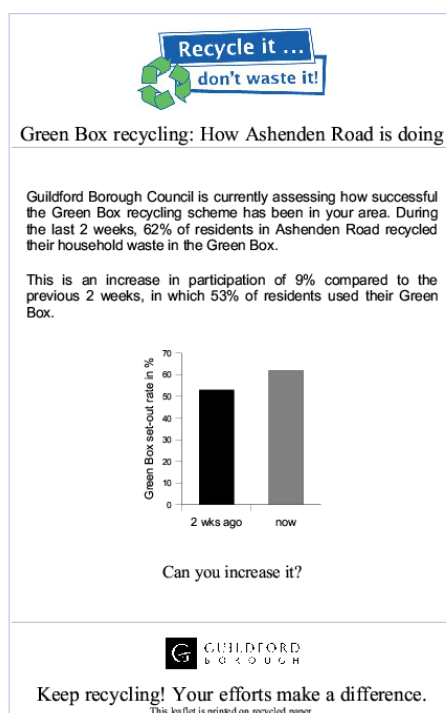 Recycle it ...
don't waste it!
Green Box recycling: How Ashenden Road is doing
Guildford Borough Council is currently assessing how successful
the Green Box recycling scheme has been in your area. During
the last 2 weeks, 62% of residents in Ashenden Road recycled
their household waste in the Green Box.
This is an increase in participation of 9% compared to the
previous 2 weeks, in which 53% of residents used their Green
Box.
Green Box set-out rate in %
70
60
50
40
30
20
10
0
2 wks ago now
Can you increase it?
G GUILDFORD
BOROUGH
Keep recycling! Your efforts make a difference.
This leaflet is printed on recycled paper